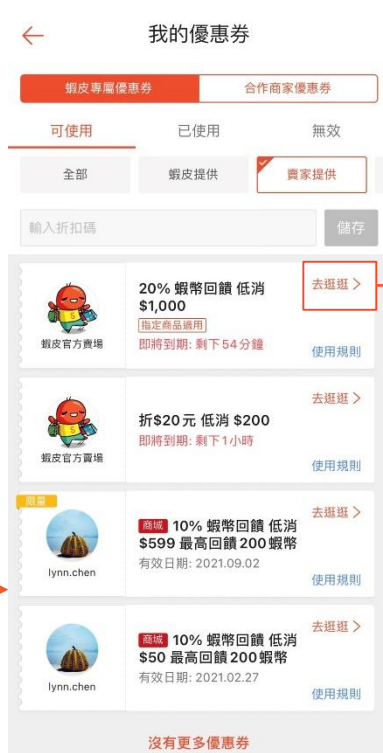 我的優惠券
蝦皮專屬優惠券
合作商家優惠券
可使用
已使用
無效
全部
蝦皮提供
賣家提供
輸入折扣碼
儲存
蝦皮官方賣場
20% 蝦幣回饋 低消
$1,000
指定商品適用
即將到期: 剩下54分鐘
去逛逛 >
使用規則
蝦皮官方賣場
折$20元 低消 $200
即將到期: 剩下1小時
去逛逛 >
使用規則
限量
lynn.chen
商城 10% 蝦幣回饋 低消
$599 最高回饋200蝦幣
有效日期: 2021.09.02
去逛逛 >
使用規則
lynn.chen
商城 10% 蝦幣回饋 低消
$50 最高回饋200蝦幣
有效日期: 2021.02.27
去逛逛 >
使用規則
沒有更多優惠券